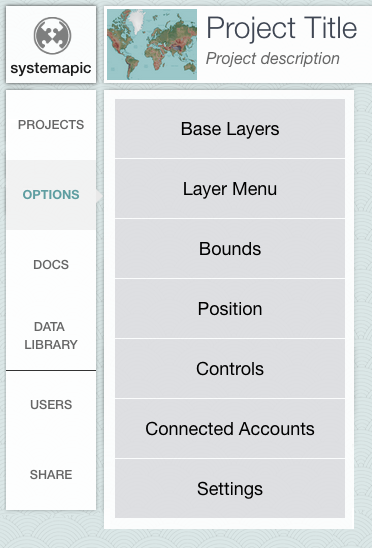 systemapic
Project Title
Project description
PROJECTS
OPTIONS
DOCS
DATA
LIBRARY
USERS
SHARE
Base Layers
Layer Menu
Bounds
Position
Controls
Connected Accounts
Settings